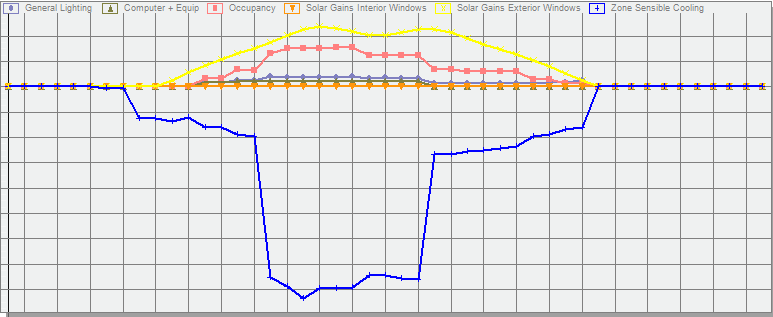 General Lighting Computer + Equip Occupancy Solar Gains Interior Windows Solar Gains Exterior Windows Zone Sensible Cooling